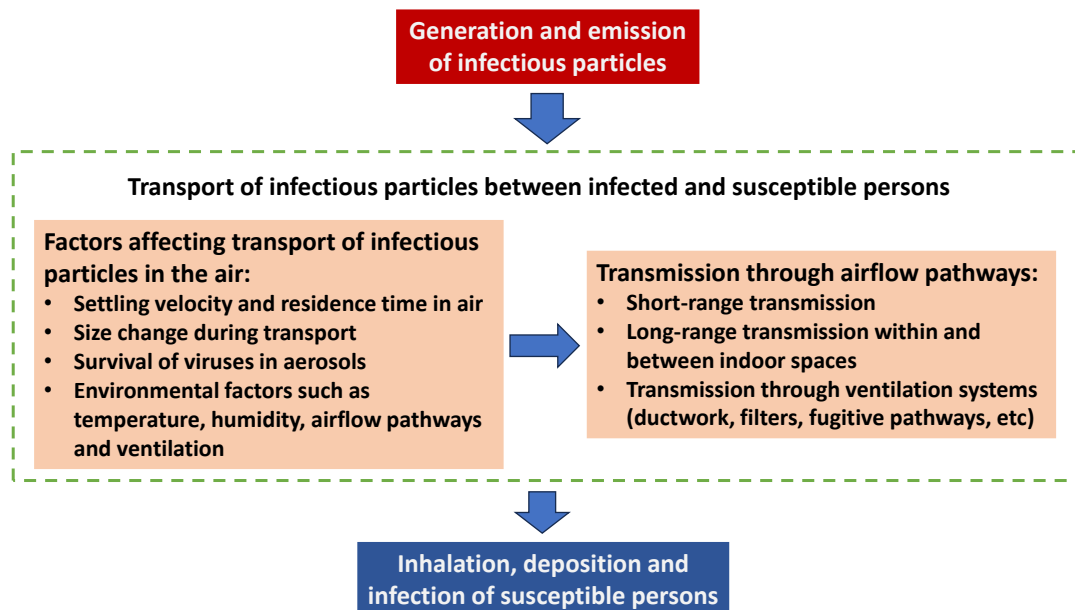 Generation and emission
of infectious particles
Transport of infectious particles between infected and susceptible persons
Factors affecting transport of infectious
particles in the air:
• Settling velocity and residence time in air
• Size change during transport
• Survival of viruses in aerosols
• Environmental factors such as
temperature, humidity, airflow pathways
and ventilation
Transmission through airflow pathways:
• Short-range transmission
• Long-range transmission within and
between indoor spaces
• Transmission through ventilation systems
(ductwork, filters, fugitive pathways, etc)
Inhalation, deposition and
infection of susceptible persons